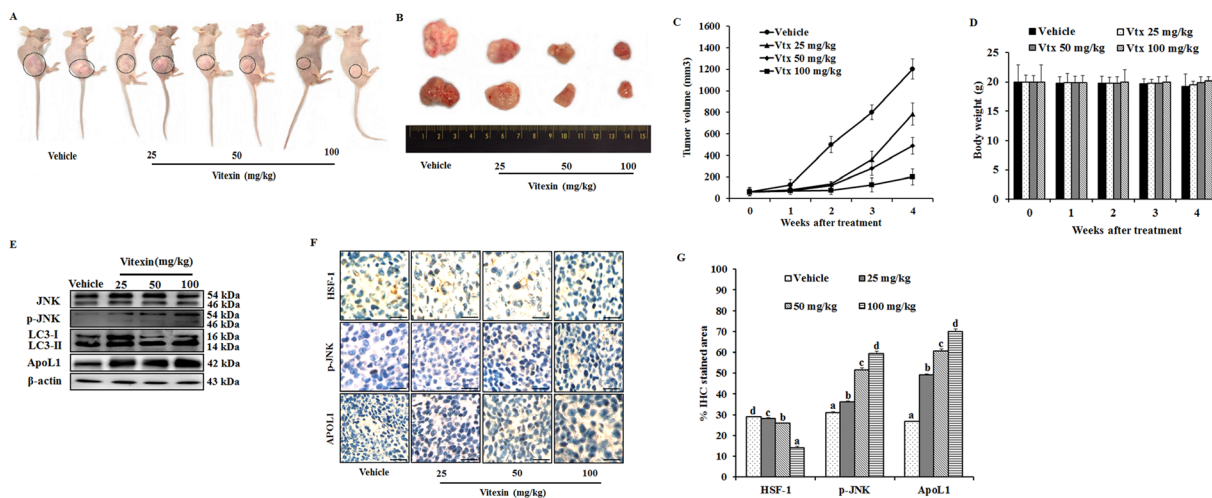 A
Vehicle
25
50
100
Vitexin (mg/kg)
B
1 2 3 4 5 6 7 8 9 10 11 12 13 14 15
Vehicle
25
50
100
Vitexin (mg/kg)
C
Tumor volume (mm3)
1400
1200
1000
800
600
400
200
0
Vehicle
Vtx 25 mg/kg
Vtx 50 mg/kg
Vtx 100 mg/kg
0 1 2 3 4
Weeks after treatment
D
Body weight (g)
35
30
25
20
15
10
5
0
Vehicle
Vtx 25 mg/kg
Vtx 50 mg/kg
Vtx 100 mg/kg
0 1 2 3 4
Weeks after treatment
E
Vitexin(mg/kg)
Vehicle 25 50 100
JNK
54 kDa
46 kDa
p-JNK
54 kDa
46 kDa
LC3-I
16 kDa
LC3-II
14 kDa
ApoL1
42 kDa
β-actin
43 kDa
F
HSF-1
p-JNK
APOL1
Vehicle
25
50
100
Vitexin (mg/kg)
G
% IHC stained area
100
90
80
70
60
50
40
30
20
10
0
Vehicle
25 mg/kg
50 mg/kg
100 mg/kg
d c b a
a b c d
a b c d
HSF-1
p-JNK
ApoL1